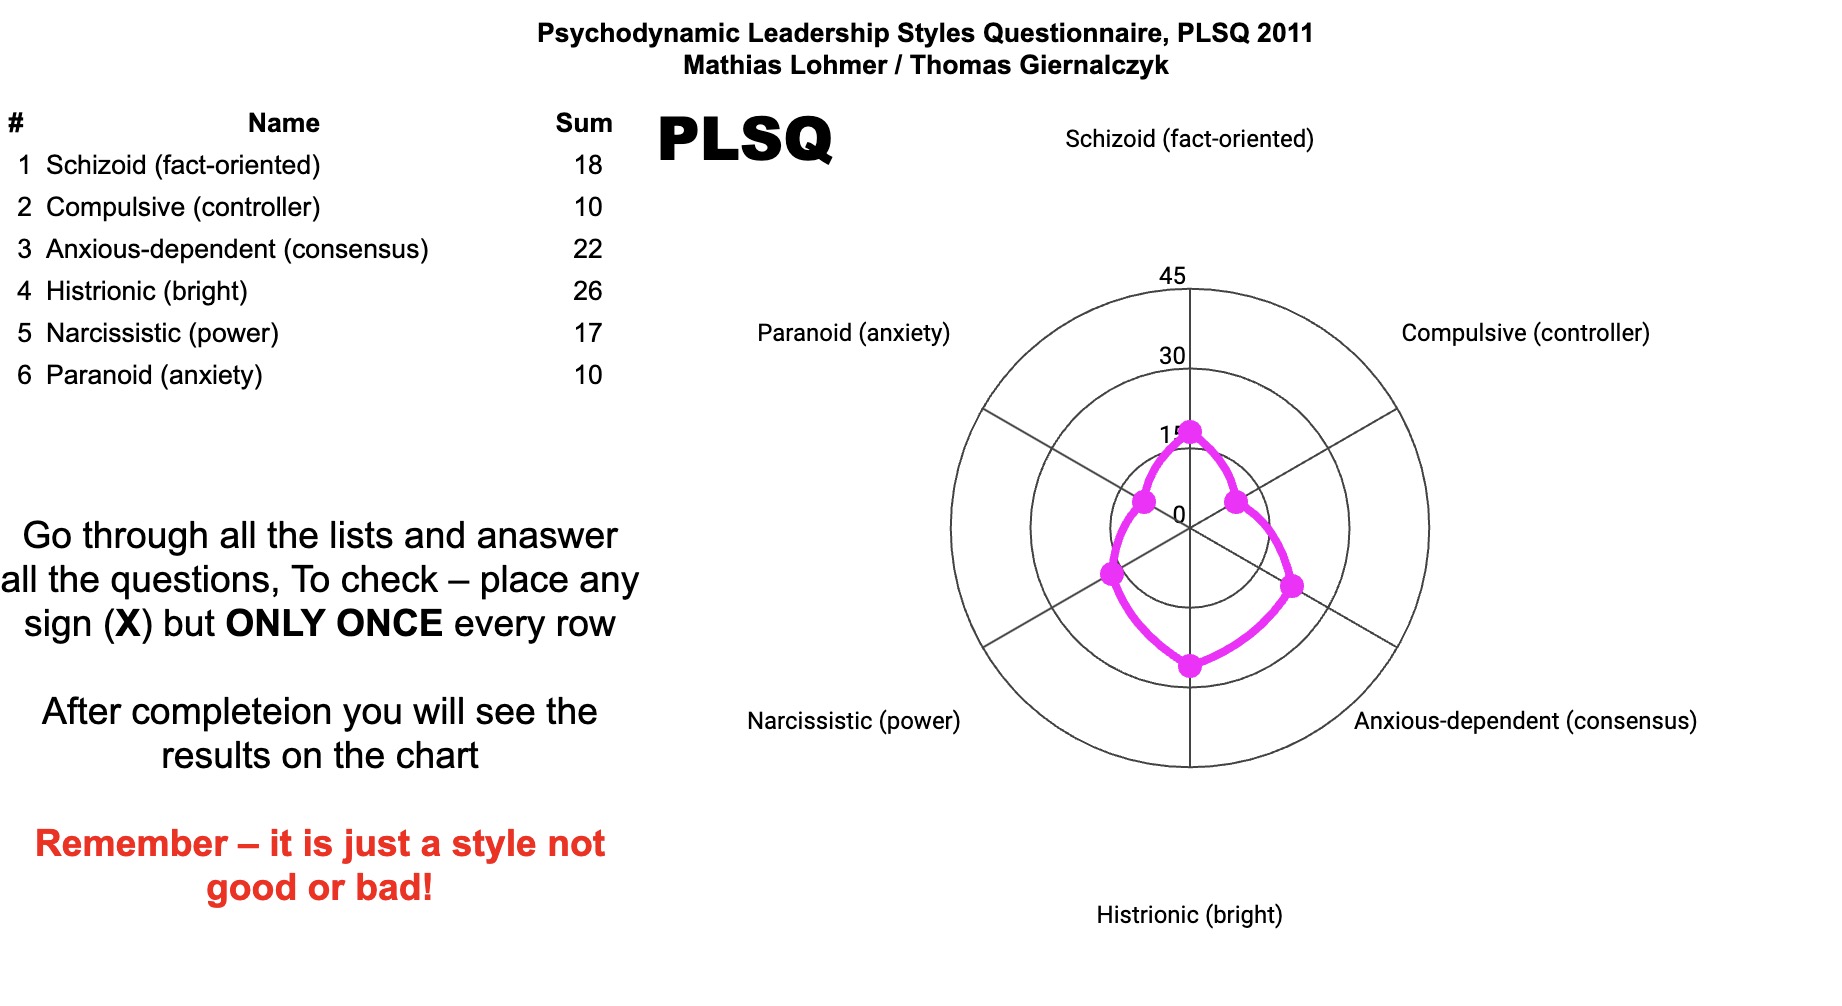 Psychodynamic Leadership Styles Questionnaire, PLSQ 2011
Mathias Lohmer / Thomas Giernalczyk
# Name Sum
1 Schizoid (fact-oriented) 18
2 Compulsive (controller) 10
3 Anxious-dependent (consensus) 22
4 Histrionic (bright) 26
5 Narcissistic (power) 17
6 Paranoid (anxiety) 10
Go through all the lists and anaswer
all the questions, To check – place any
sign (X) but ONLY ONCE every row
After completeion you will see the
results on the chart
Remember – it is just a style not
good or bad!
PLSQ
Schizoid (fact-oriented)
45
Paranoid (anxiety)
Compulsive (controller)
30
15
0
Narcissistic (power)
Anxious-dependent (consensus)
Histrionic (bright)